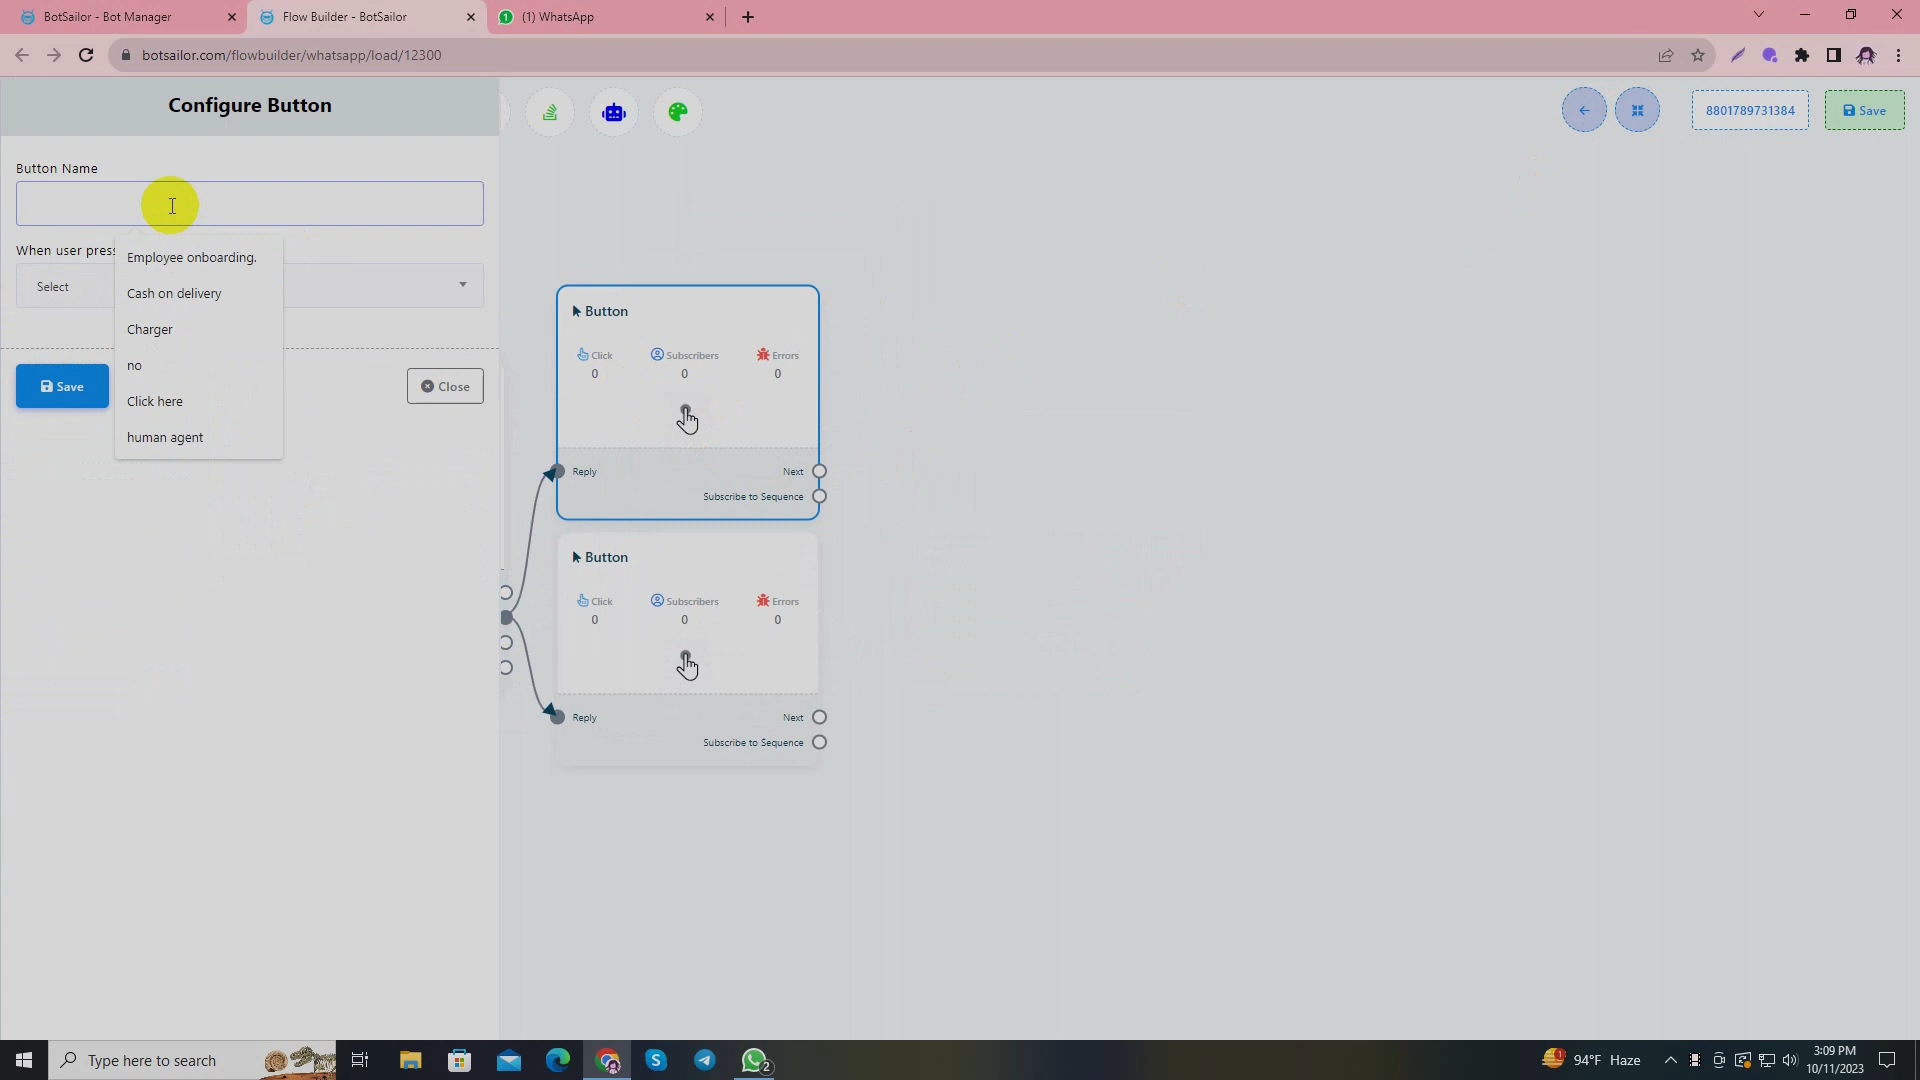 BotSailor - Bot Manager
Flow Builder - BotSailor
1
(1) WhatsApp
botsailor.com/flowbuilder/whatsapp/load/12300
Configure Button
8801789731384
Save
Button Name
Employee onboarding.
When user press
Select
Cash on delivery
Charger
no
Click here
human agent
Save
Close
Button
Click
Subscribers
Errors
0
0
0
Reply
Next
Subscribe to Sequence
Button
Click
Subscribers
Errors
0
0
0
Reply
Next
Subscribe to Sequence
Type here to search
2
1
94°F Haze
3:09 PM
10/11/2023